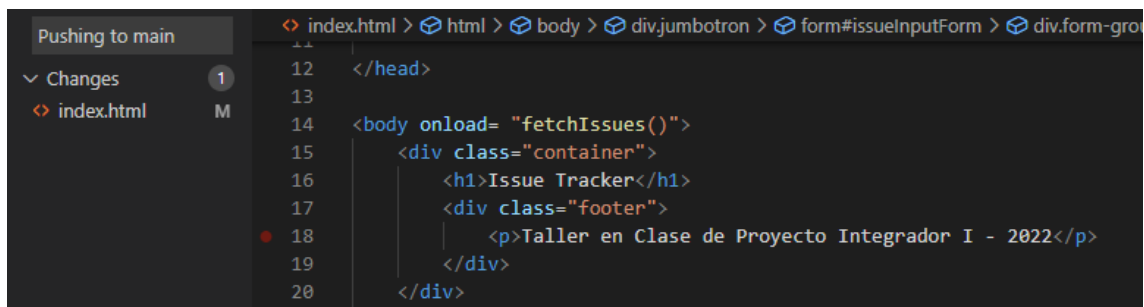 Pushing to main
Changes 1
index.html M
index.html > html > body > div.jumbotron > form#issueInputForm > div.form-grou
11
12 </head>
13
14 <body onload= "fetchIssues()">
15 <div class="container">
16 <h1>Issue Tracker</h1>
17 <div class="footer">
18 <p>Taller en Clase de Proyecto Integrador I - 2022</p>
19 </div>
20 </div>